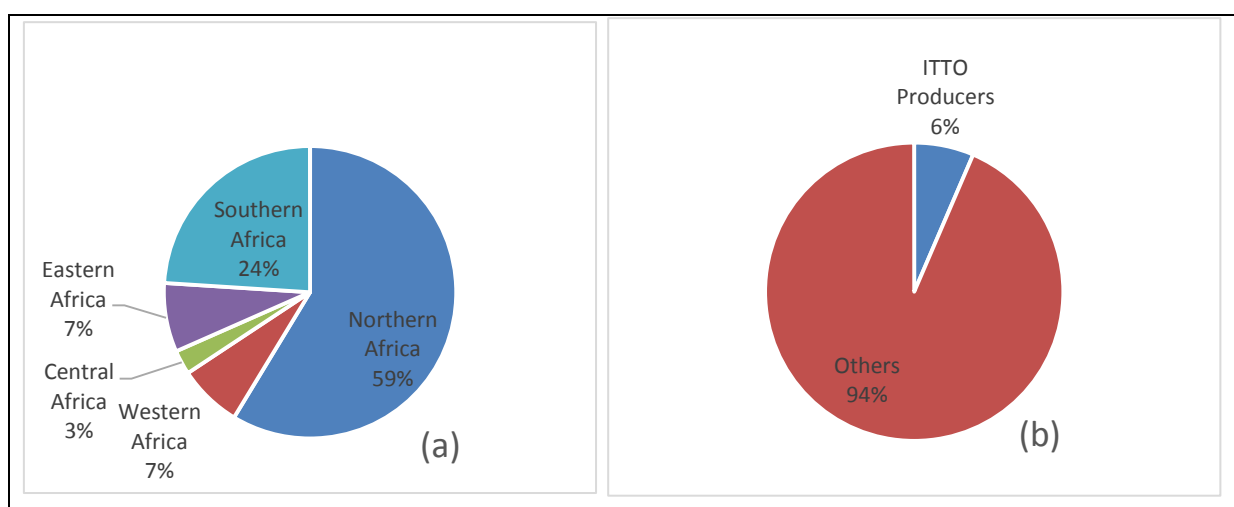 Southern
Africa
24%
Eastern
Africa
7%
Central
Africa
3%
Western
Africa
7%
Northern
Africa
59%
(a)
ITTO
Producers
6%
Others
94%
(b)